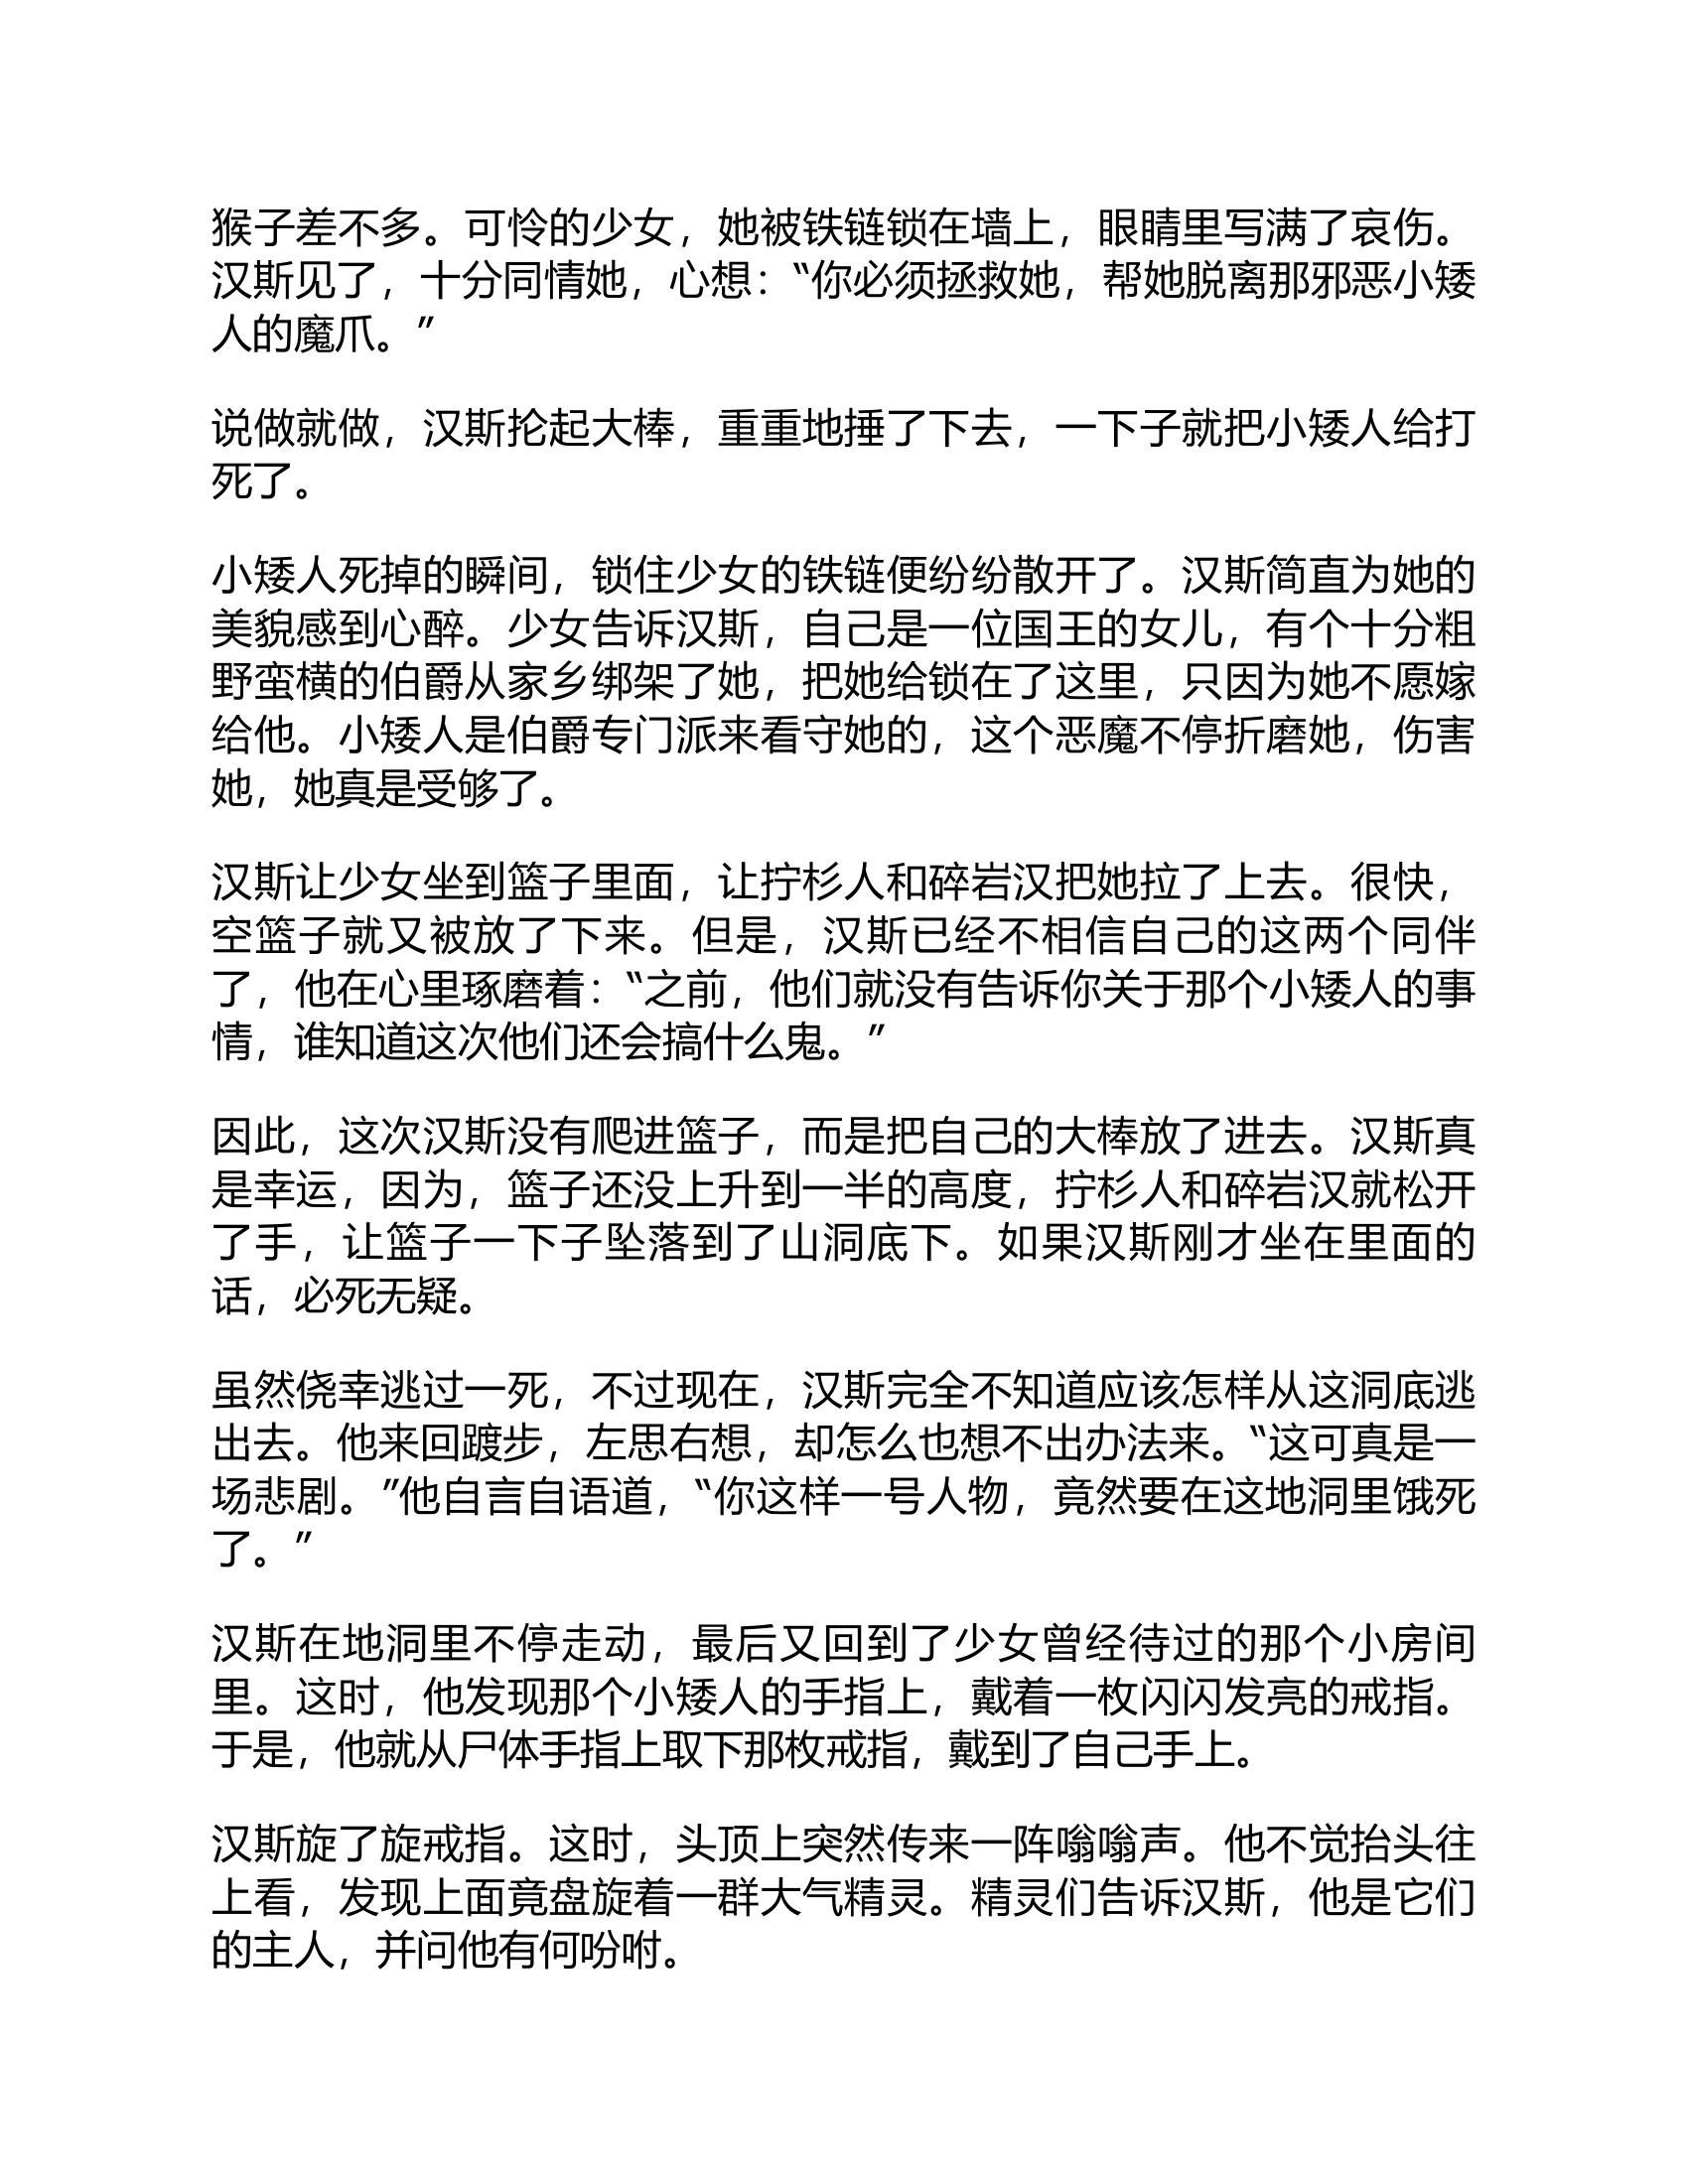 猴子差不多。可怜的少女，她被铁链锁在墙上，眼睛里写满了哀伤。
汉斯见了，十分同情她，心想：“你必须拯救她，帮她脱离那邪恶小矮
人的魔爪。”
说做就做，汉斯抡起大棒，重重地捶了下去，一下子就把小矮人给打
死了。
小矮人死掉的瞬间，锁住少女的铁链便纷纷散开了。汉斯简直为她的
美貌感到心醉。少女告诉汉斯，自己是一位国王的女儿，有个十分粗
野蛮横的伯爵从家乡绑架了她，把她给锁在了这里，只因为她不愿嫁
给他。小矮人是伯爵专门派来看守她的，这个恶魔不停折磨她，伤害
她，她真是受够了。
汉斯让少女坐到篮子里面，让拧杉人和碎岩汉把她拉了上去。很快，
空篮子就又被放了下来。但是，汉斯已经不相信自己的这两个同伴
了，他在心里琢磨着：“之前，他们就没有告诉你关于那个小矮人的事
情，谁知道这次他们还会搞什么鬼。”
因此，这次汉斯没有爬进篮子，而是把自己的大棒放了进去。汉斯真
是幸运，因为，篮子还没上升到一半的高度，拧杉人和碎岩汉就松开
了手，让篮子一下子坠落到了山洞底下。如果汉斯刚才坐在里面的
话，必死无疑。
虽然侥幸逃过一死，不过现在，汉斯完全不知道应该怎样从这洞底逃
出去。他来回踱步，左思右想，却怎么也想不出办法来。“这可真是一
场悲剧。”他自言自语道，“你这样一号人物，竟然要在这地洞里饿死
了。”
汉斯在地洞里不停走动，最后又回到了少女曾经待过的那个小房间
里。这时，他发现那个小矮人的手指上，戴着一枚闪闪发亮的戒指。
于是，他就从尸体手指上取下那枚戒指，戴到了自己手上。
汉斯旋了旋戒指。这时，头顶上突然传来一阵嗡嗡声。他不觉抬头往
上看，发现上面竟盘旋着一群大气精灵。精灵们告诉汉斯，他是它们
的主人，并问他有何吩咐。